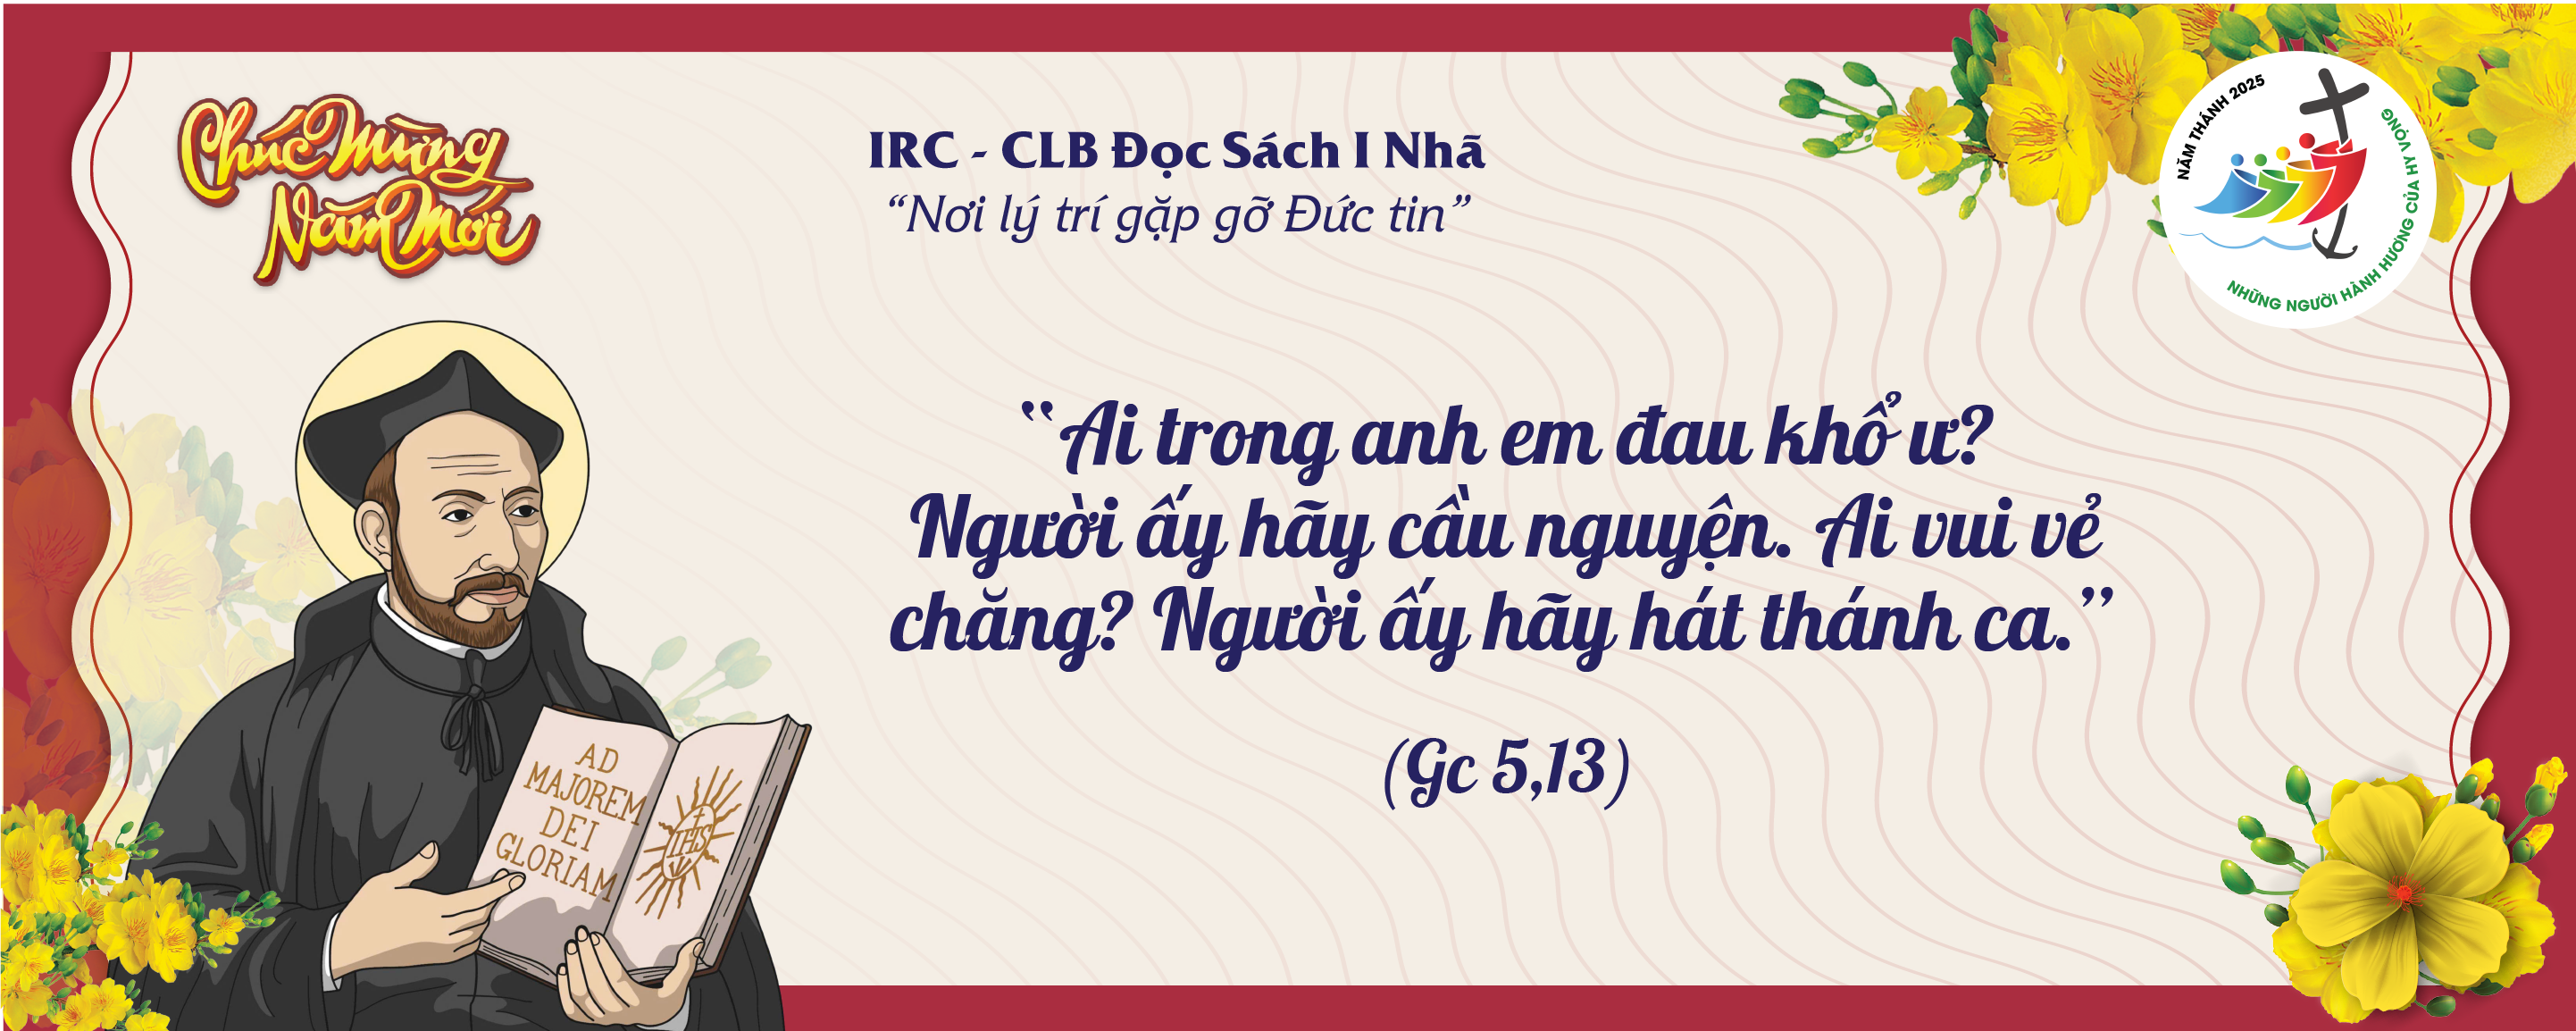 Chúc Mừng
Năm Mới
IRC - CLB Đọc Sách I Nhã
“Nơi lý trí gặp gỡ Đức tin”
NĂM THÁNH 2025
NHỮNG NGƯỜI HÀNH HƯƠNG CỦA HY VỌNG
“Ai trong anh em đau khổ ư?
Người ấy hãy cầu nguyện. Ai vui vẻ
chăng? Người ấy hãy hát thánh ca.”
(Gc 5,13)
AD
MAJOREM
DEI
GLORIAM
IHS